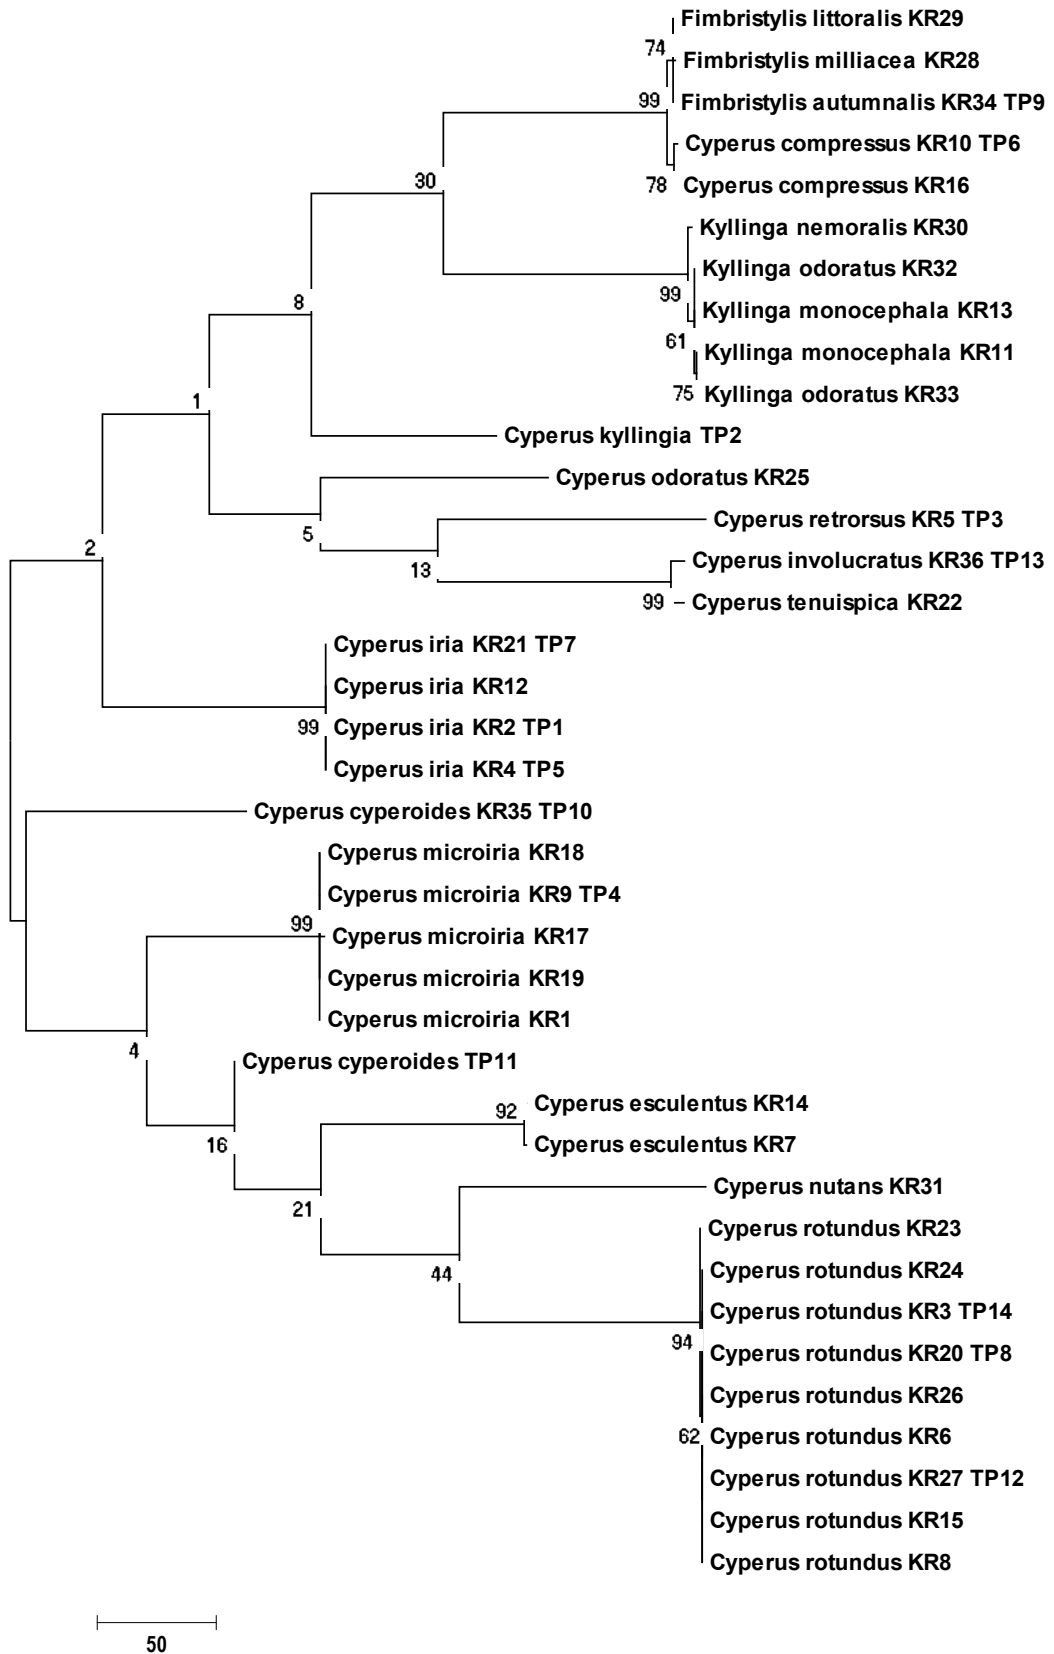 Fimbristylis littoralis KR29
74
Fimbristylis milliacea KR28
99
Fimbristylis autumnalis KR34 TP9
Cyperus compressus KR10 TP6
30
78
Cyperus compressus KR16
Kyllinga nemoralis KR30
Kyllinga odoratus KR32
99
8
Kyllinga monocephala KR13
61
Kyllinga monocephala KR11
75
Kyllinga odoratus KR33
1
Cyperus kyllingia TP2
Cyperus odoratus KR25
5
Cyperus retrorsus KR5 TP3
2
13
Cyperus involucratus KR36 TP13
99
Cyperus tenuispica KR22
Cyperus iria KR21 TP7
Cyperus iria KR12
99
Cyperus iria KR2 TP1
Cyperus iria KR4 TP5
Cyperus cyperoides KR35 TP10
Cyperus microiria KR18
Cyperus microiria KR9 TP4
99
Cyperus microiria KR17
Cyperus microiria KR19
Cyperus microiria KR1
4
Cyperus cyperoides TP11
92
Cyperus esculentus KR14
16
Cyperus esculentus KR7
Cyperus nutans KR31
21
Cyperus rotundus KR23
44
Cyperus rotundus KR24
Cyperus rotundus KR3 TP14
94
Cyperus rotundus KR20 TP8
Cyperus rotundus KR26
62
Cyperus rotundus KR6
Cyperus rotundus KR27 TP12
Cyperus rotundus KR15
Cyperus rotundus KR8
50